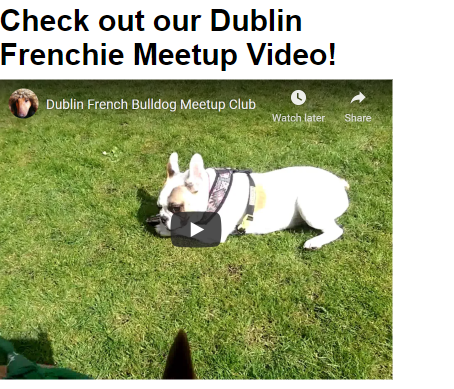 Check out our Dublin
Frenchie Meetup Video!
Dublin French Bulldog Meetup Club
Watch later
Share